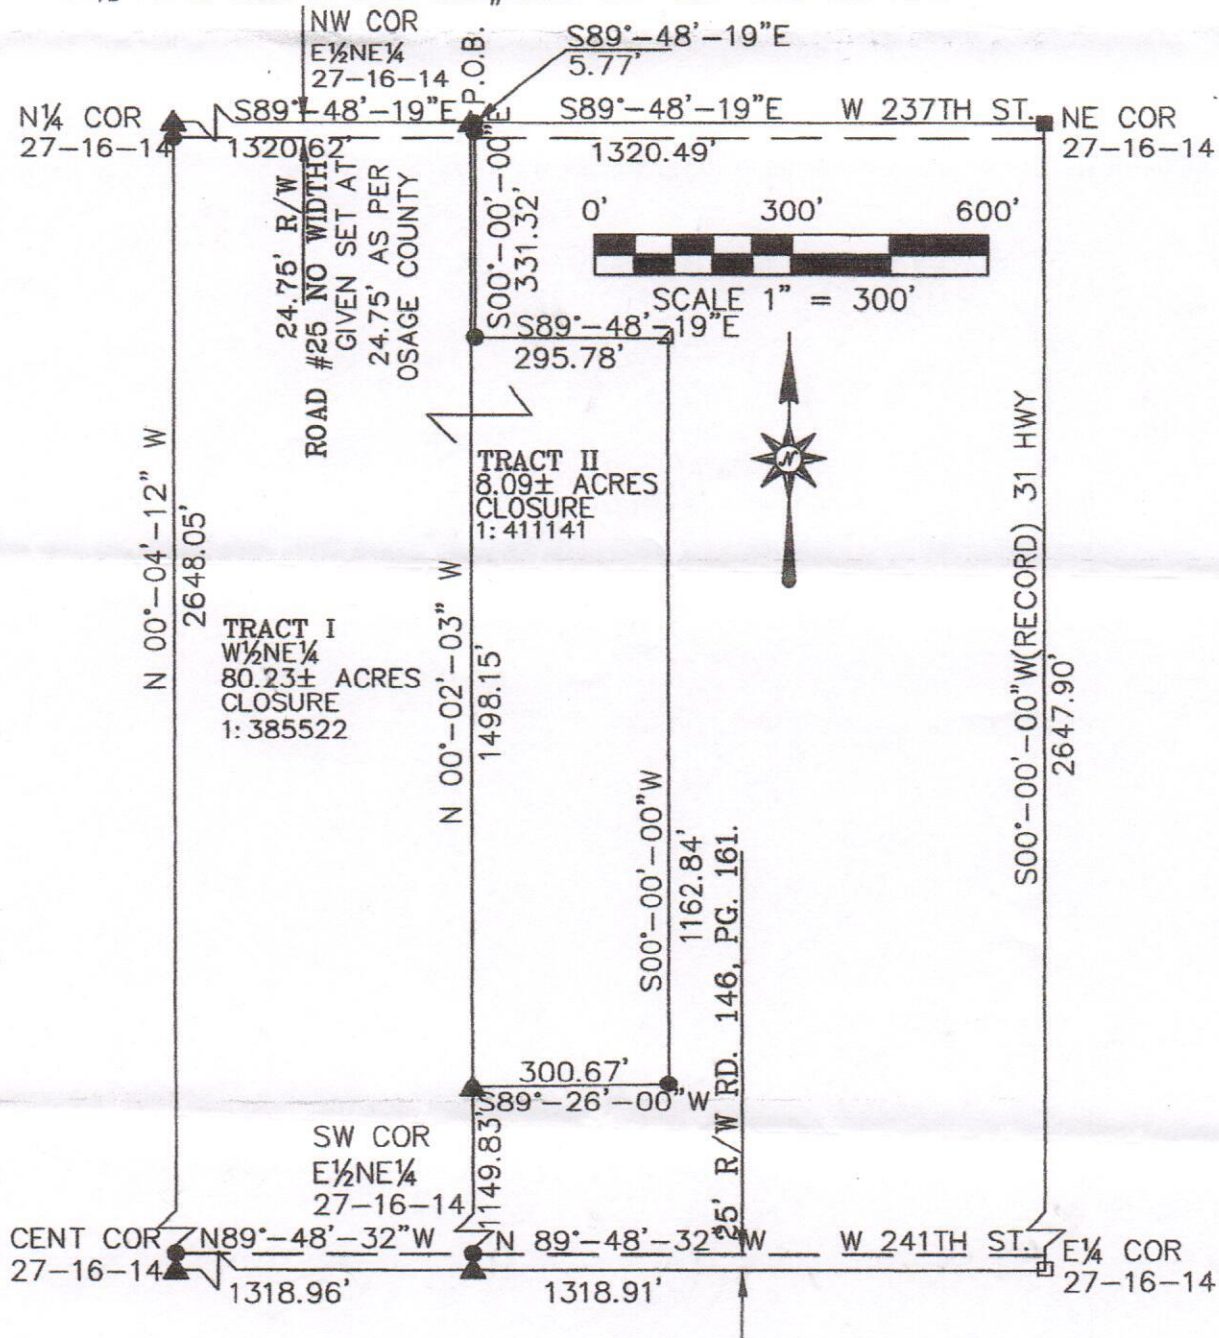 NW COR
E½NE¼
27-16-14
P.O.B.
S89°-48'-19"E
5.77'
N¼ COR
27-16-14
S89°-48'-19"E
1320.62'
S89°-48'-19"E
1320.49'
W 237TH ST.
NE COR
27-16-14
24.75' R/W
ROAD #25 NO WIDTH
GIVEN SET AT
24.75' AS PER
OSAGE COUNTY
S00°-00'-00"E
331.32'
0' 300' 600'
SCALE 1" = 300'
S89°-48'-19"E
295.78'
N
N 00°-04'-12" W
2648.05'
TRACT II
8.09± ACRES
CLOSURE
1: 411141
TRACT I
W½NE¼
80.23± ACRES
CLOSURE
1: 385522
N 00°-02'-03" W
1498.15'
S00°-00'-00"W
1162.84'
25' R/W RD. 146, PG. 161.
S00°-00'-00"W(RECORD) 31 HWY
2647.90'
300.67'
S89°-26'-00"W
1149.83'
SW COR
E½NE¼
27-16-14
CENT COR
27-16-14
N89°-48'-32"W
1318.96'
N 89°-48'-32"W
1318.91'
W 241TH ST.
E¼ COR
27-16-14